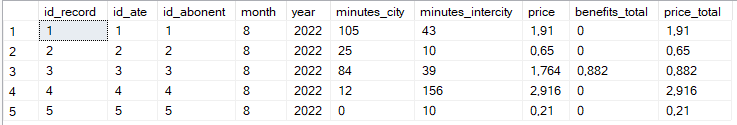 id_record id_ate id_abonent month year minutes_city minutes_intercity price benefits_total price_total
1 1 1 1 8 2022 105 43 1,91 0 1,91
2 2 2 2 8 2022 25 10 0,65 0 0,65
3 3 3 3 8 2022 84 39 1,764 0,882 0,882
4 4 4 4 8 2022 12 156 2,916 0 2,916
5 5 5 5 8 2022 0 10 0,21 0 0,21